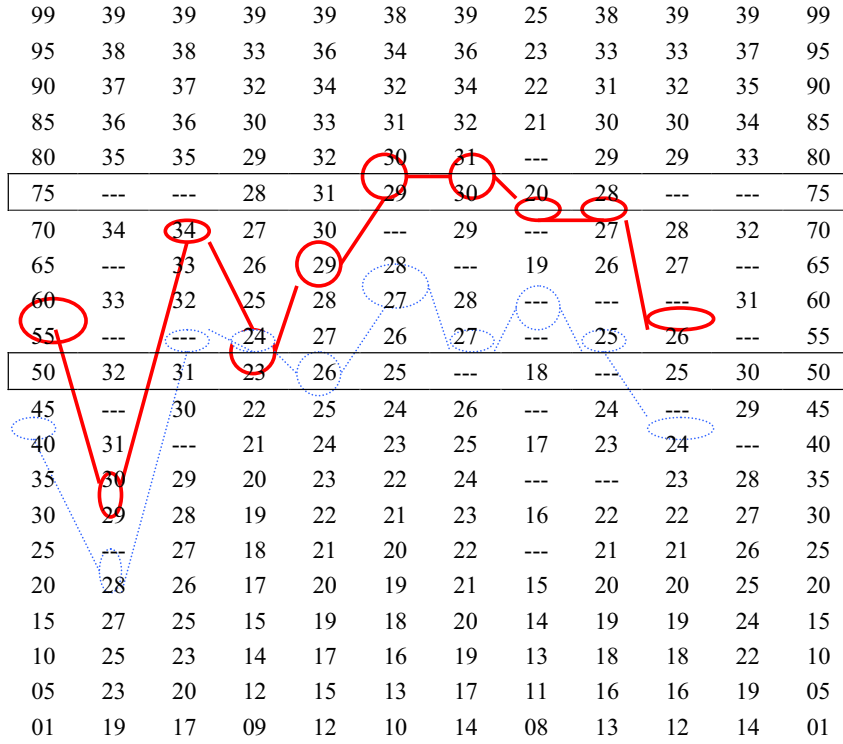 99 39 39 39 39 38 39 25 38 39 39 99
95 38 38 33 36 34 36 23 33 33 37 95
90 37 37 32 34 32 34 22 31 32 35 90
85 36 36 30 33 31 32 21 30 30 34 85
80 35 35 29 32 30 31 --- 29 29 33 80
75 --- --- 28 31 29 30 20 28 --- --- 75
70 34 34 27 30 --- 29 --- 27 28 32 70
65 --- 33 26 29 28 --- 19 26 27 --- 65
60 33 32 25 28 27 28 --- --- --- 31 60
55 --- --- 24 27 26 27 --- 25 26 --- 55
50 32 31 23 26 25 --- 18 --- 25 30 50
45 --- 30 22 25 24 26 --- 24 --- 29 45
40 31 --- 21 24 23 25 17 23 24 --- 40
35 30 29 20 23 22 24 --- --- 23 28 35
30 29 28 19 22 21 23 16 22 22 27 30
25 --- 27 18 21 20 22 --- 21 21 26 25
20 28 26 17 20 19 21 15 20 20 25 20
15 27 25 15 19 18 20 14 19 19 24 15
10 25 23 14 17 16 19 13 18 18 22 10
05 23 20 12 15 13 17 11 16 16 19 05
01 19 17 09 12 10 14 08 13 12 14 01